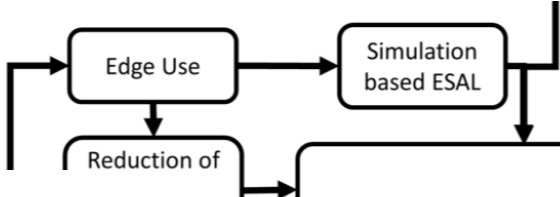 Edge Use
Simulation
based ESAL
Reduction of